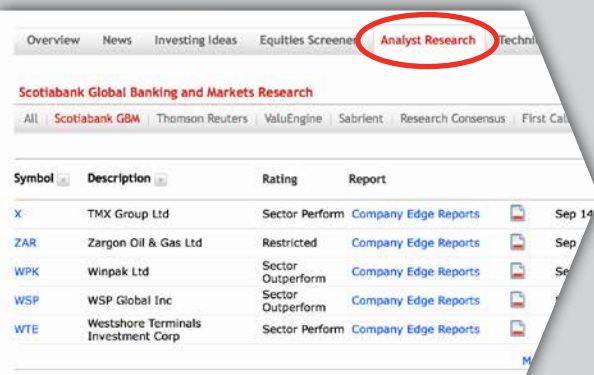 Overview News Investing Ideas Equities Screener Analyst Research
Scotiabank Global Banking and Markets Research
All Scotiabank GBM Thomson Reuters ValuEngine Sabrient Research Consensus First
Symbol Description Rating Report
X TMX Group Ltd Sector Perform Company Edge Reports Sep 14
ZAR Zargon Oil & Gas Ltd Restricted Company Edge Reports Sep
WPK Winpak Ltd Sector Outperform Company Edge Reports
WSP WSP Global Inc Sector Outperform Company Edge Reports
WTE Westshore Terminals Investment Corp Sector Perform Company Edge Reports